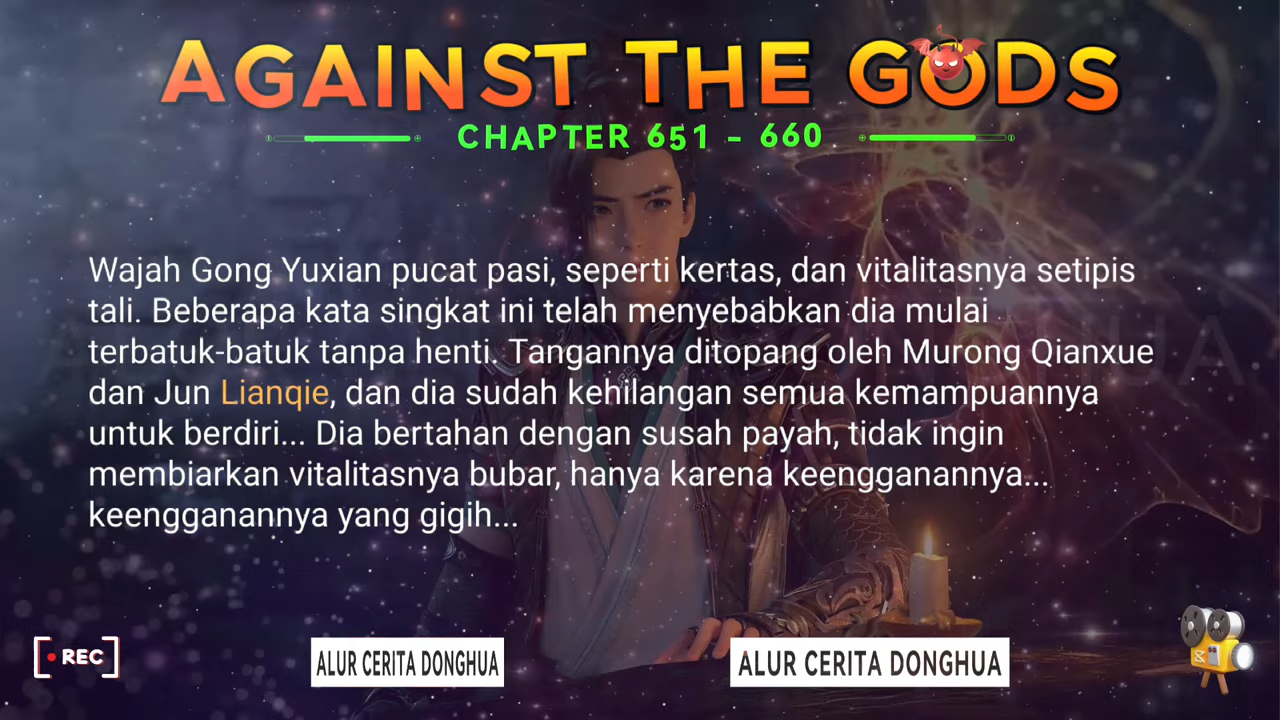 AGAINST THE GODS
CHAPTER 651 - 660
Wajah Gong Yuxian pucat pasi, seperti kertas, dan vitalitasnya setipis
tali. Beberapa kata singkat ini telah menyebabkan dia mulai
terbatuk-batuk tanpa henti. Tangannya ditopang oleh Murong Qianxue
dan Jun Lianqie, dan dia sudah kehilangan semua kemampuannya
untuk berdiri... Dia bertahan dengan susah payah, tidak ingin
membiarkan vitalitasnya bubar, hanya karena keengganannya...
keengganannya yang gigih...
REC
ALUR CERITA DONGHUA
ALUR CERITA DONGHUA